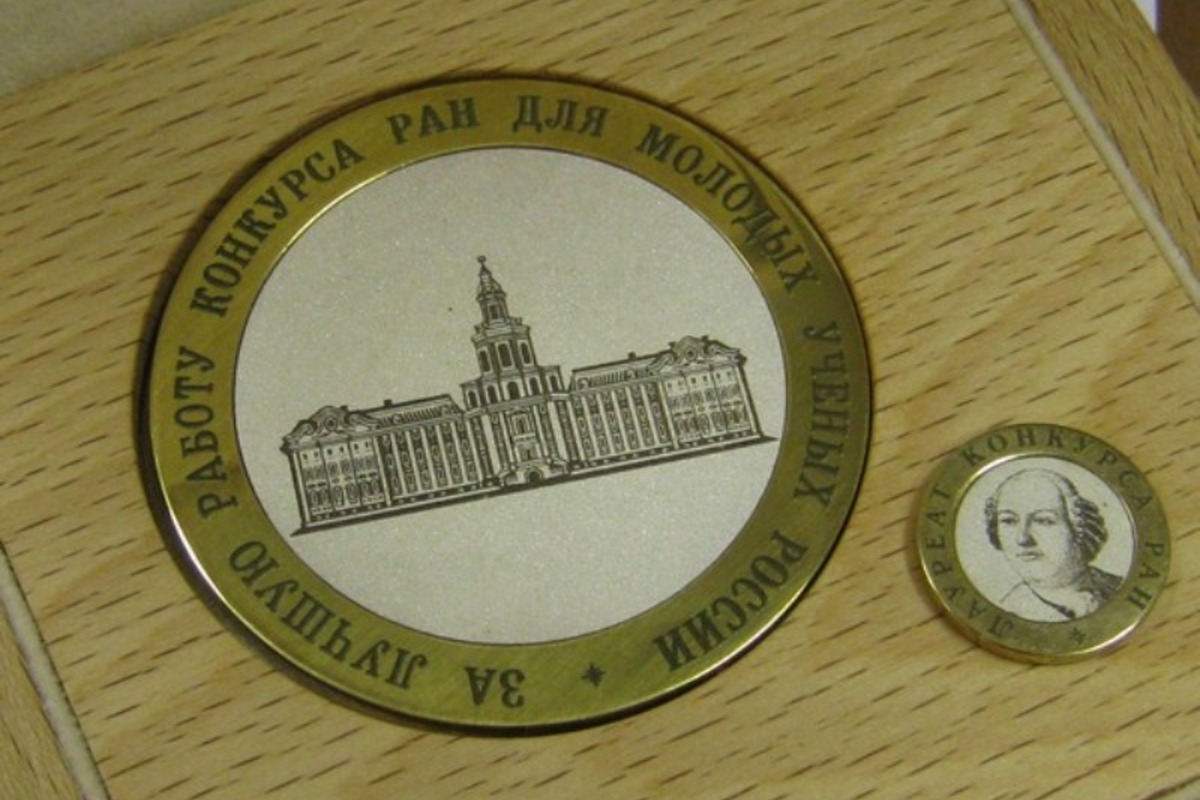 ЗА ЛУЧШУЮ РАБОТУ КОНКУРСА РАН ДЛЯ МОЛОДЫХ УЧЕНЫХ РОССИИ *
ЛАУРЕАТ КОНКУРСА РАН *